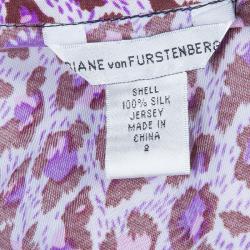 DIANE von FURSTENBERG
SHELL
100% SILK
JERSEY
MADE IN
CHINA
2